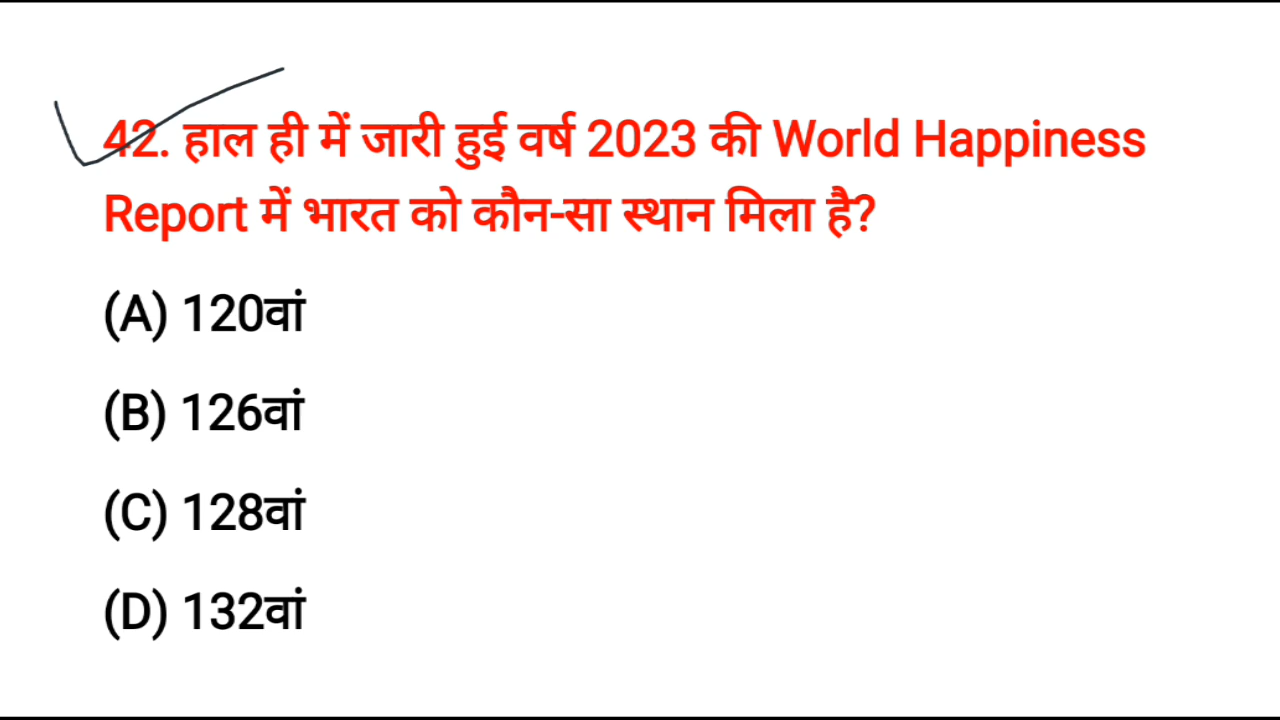 42. हाल ही में जारी हुई वर्ष 2023 की World Happiness
Report में भारत को कौन-सा स्थान मिला है?
(A) 120वां
(B) 126वां
(C) 128वां
(D) 132वां